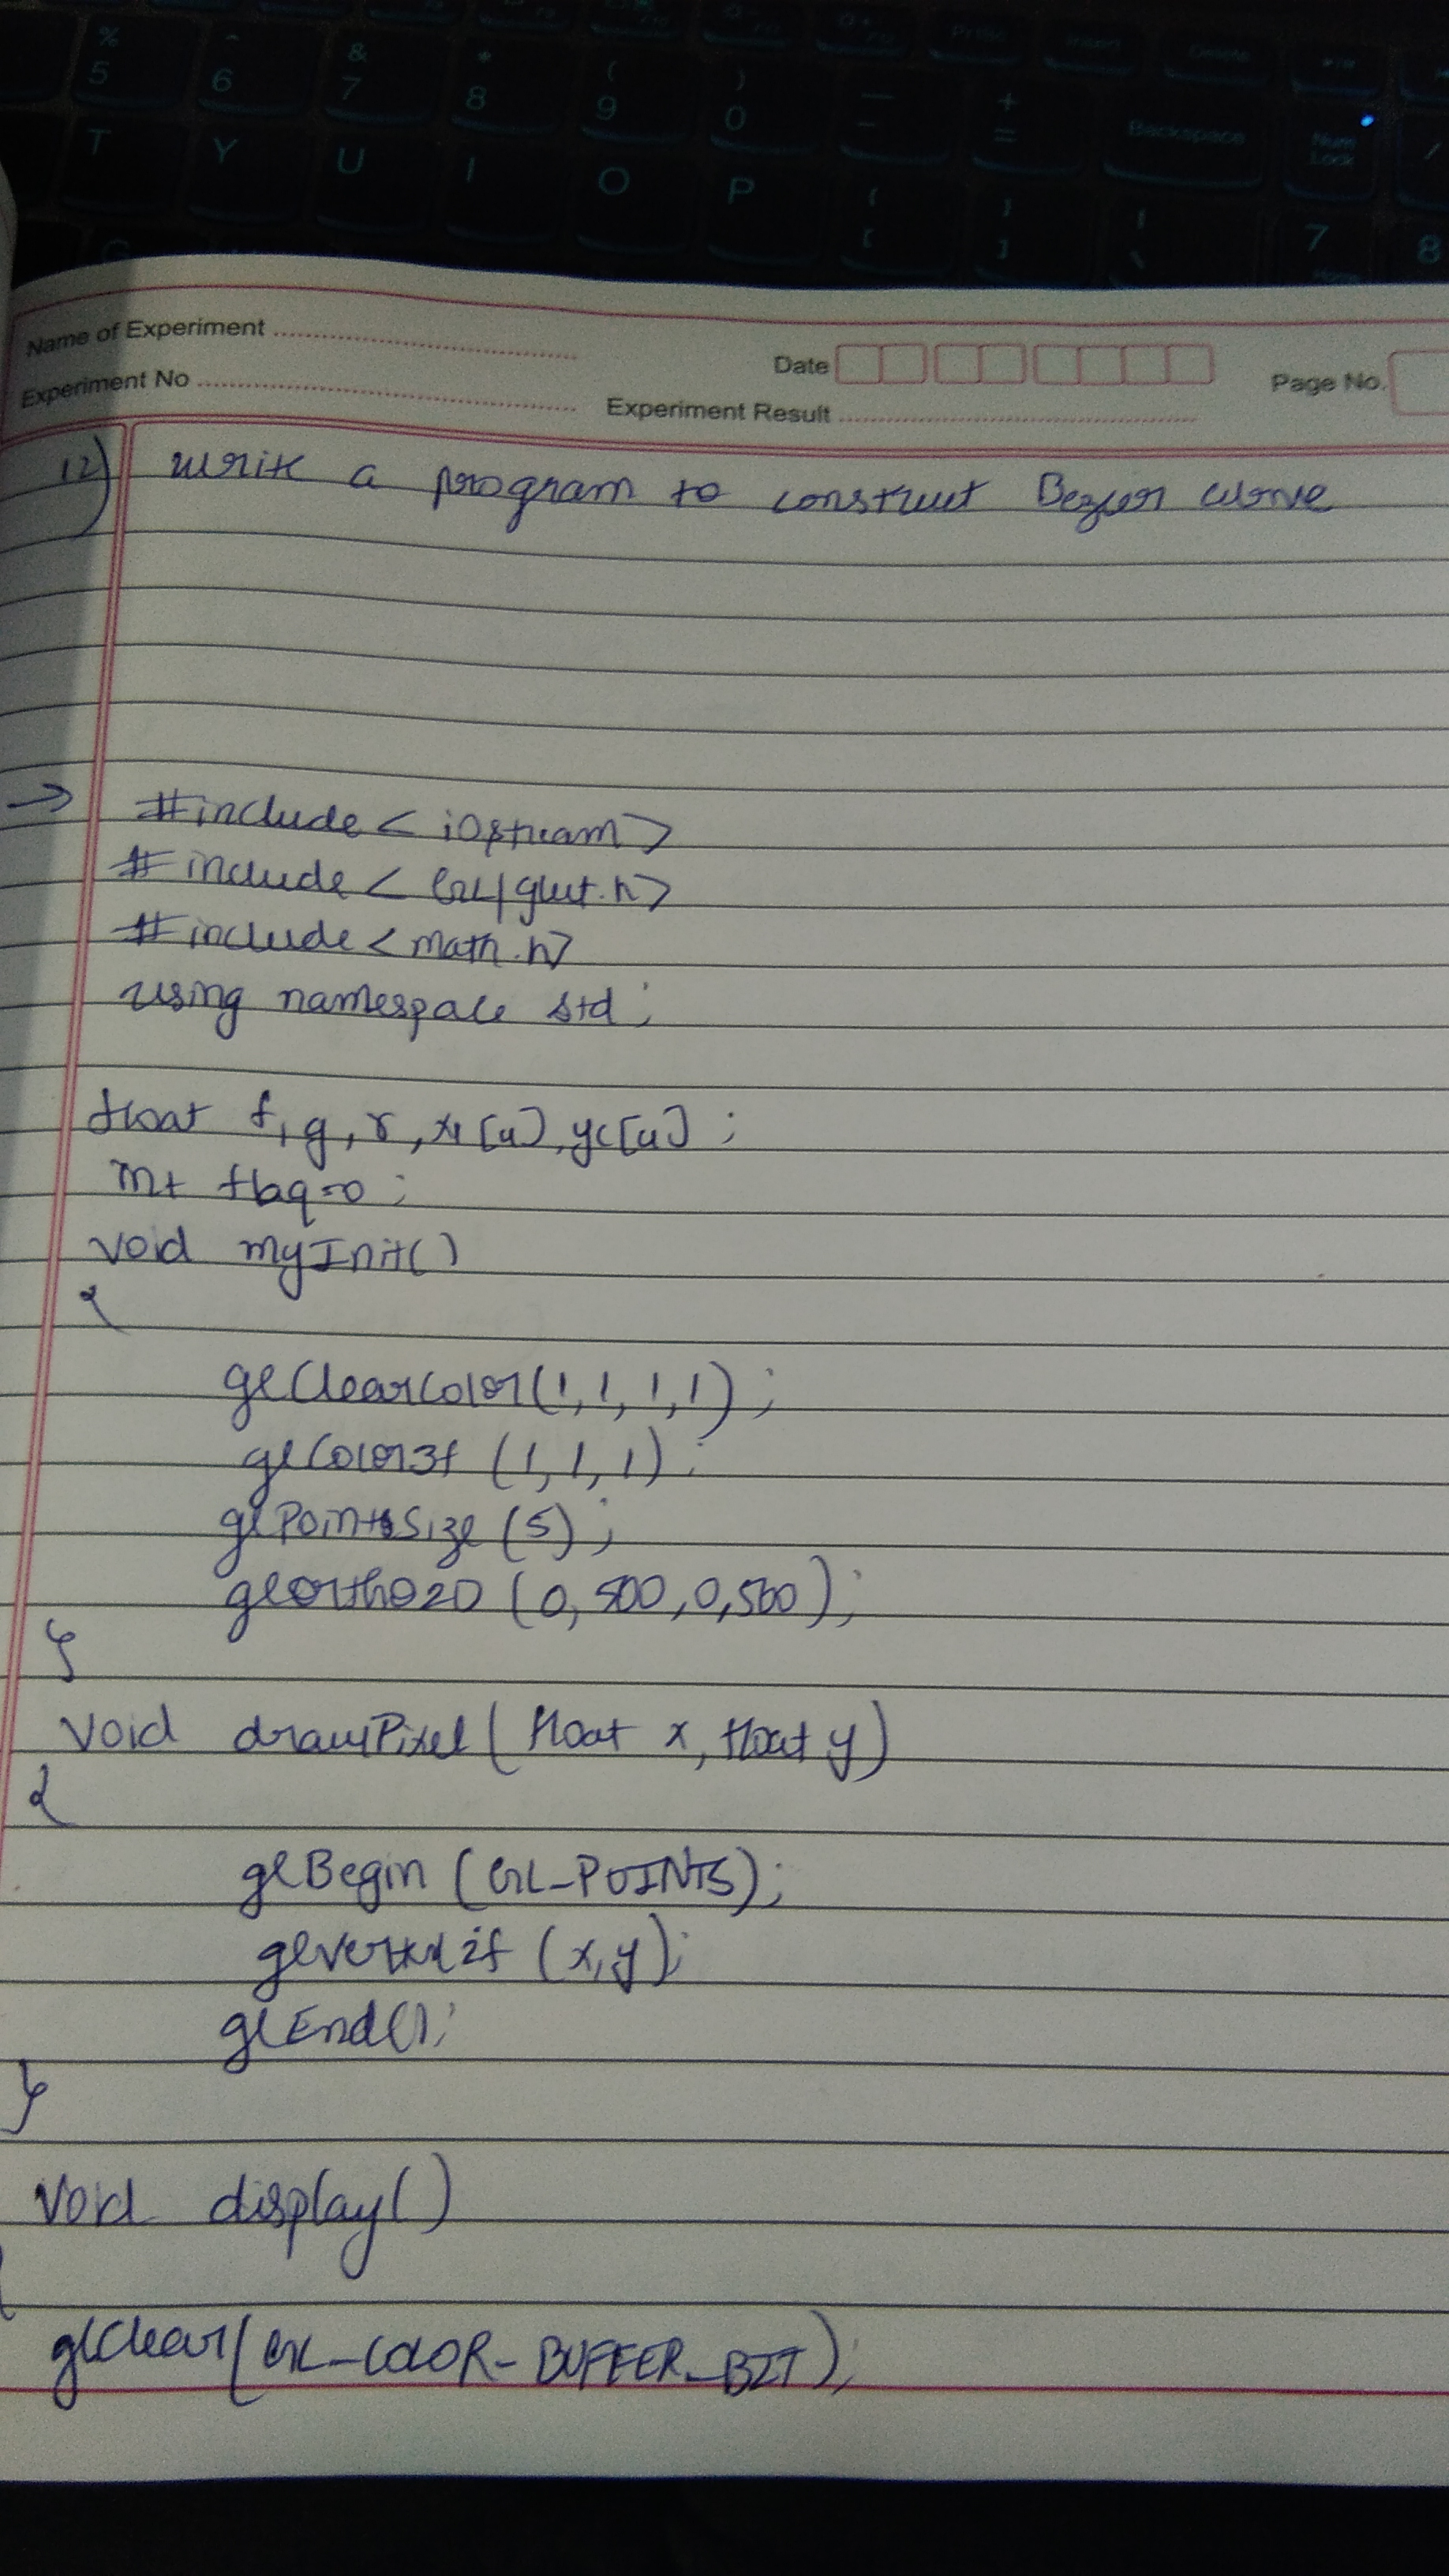 % & * ( ) — +
5 6 7 8 9 0 - = Backspace Num Lock /
T Y U I O P { [ } ] 7 8
Name of Experiment
Date
Page No.
Experiment No
Experiment Result
12) Write a program to construct Bezier curve
→ #include < iostream >
#include < GL/glut.h>
#include < math.h>
using namespace std;
float f, g, r, x1[4], yc[4];
int flag=0;
void myInit()
{
glClearColor(1,1,1,1);
glColor3f (1,1,1);
glPointSize (5);
glOrtho2D (0, 500, 0, 500);
}
void drawPixel( float x, float y)
{
glBegin (GL_POINTS);
glVertex2f (x,y);
glEnd();
}
void display()
{
glClear(GL_COLOR_BUFFER_BIT);